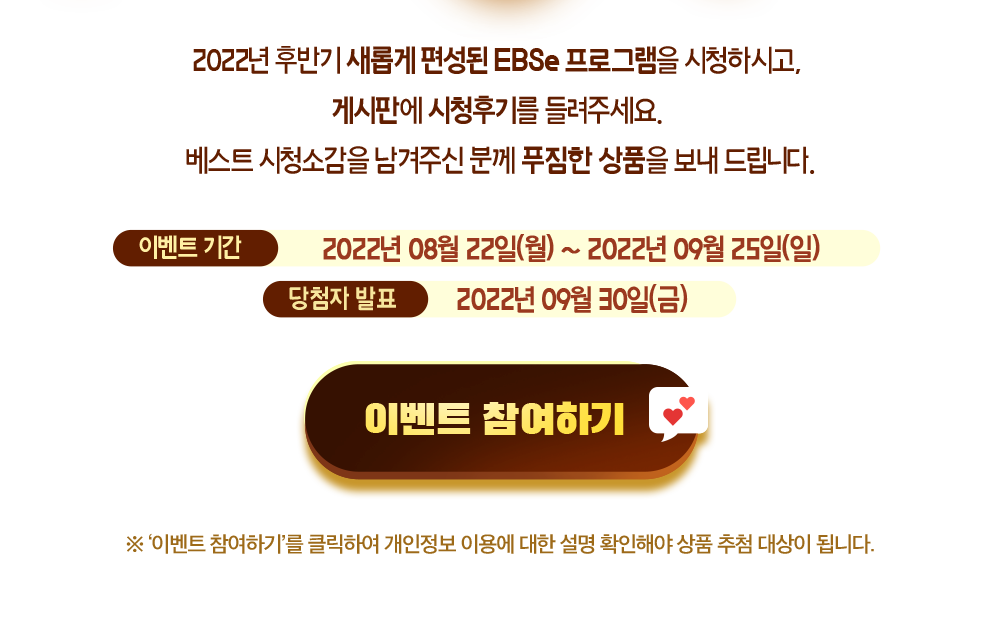 2022년 후반기 새롭게 편성된 EBSe 프로그램을 시청하시고,
게시판에 시청후기를 들려주세요.
베스트 시청소감을 남겨주신 분께 푸짐한 상품을 보내 드립니다.
이벤트 기간 2022년 08월 22일(월) ~ 2022년 09월 25일(일)
당첨자 발표 2022년 09월 30일(금)
이벤트 참여하기
※ ‘이벤트 참여하기’를 클릭하여 개인정보 이용에 대한 설명 확인해야 상품 추첨 대상이 됩니다.